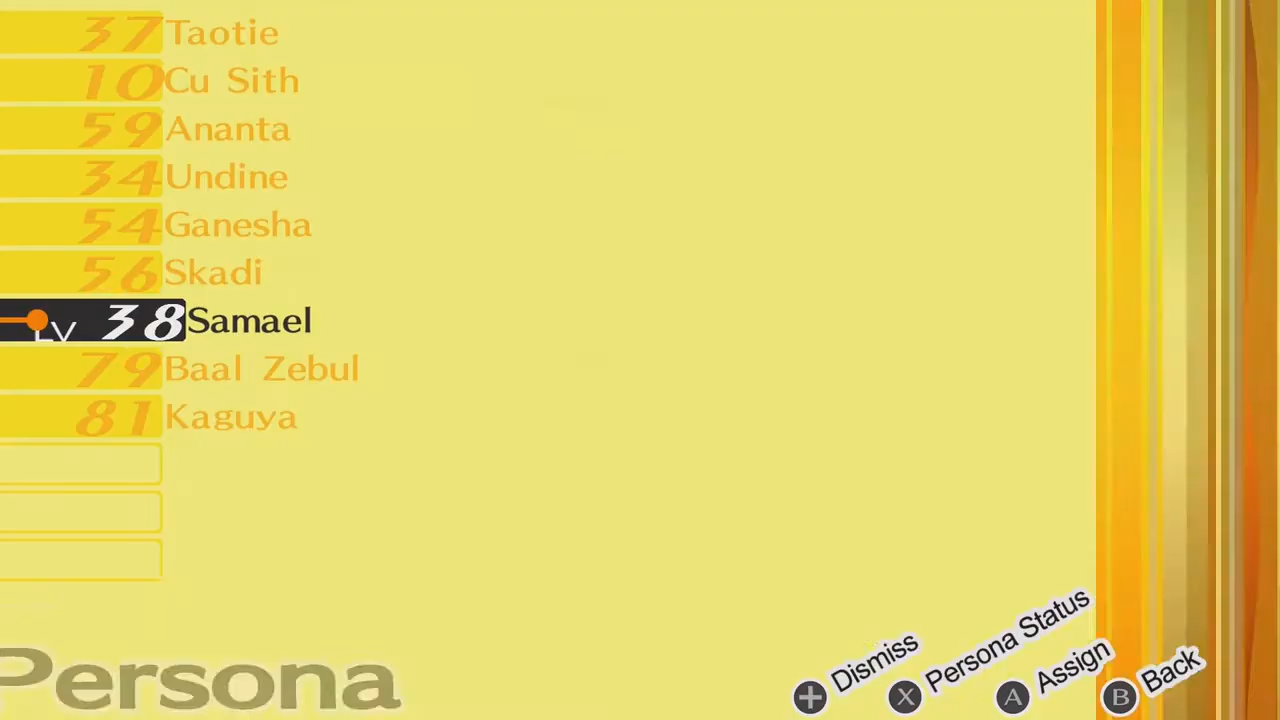 37 Taotie
10 Cu Sith
59 Ananta
34 Undine
54 Ganesha
56 Skadi
LV 38 Samael
79 Baal Zebul
81 Kaguya
Persona
+ Dismiss
X Persona Status
A Assign
B Back